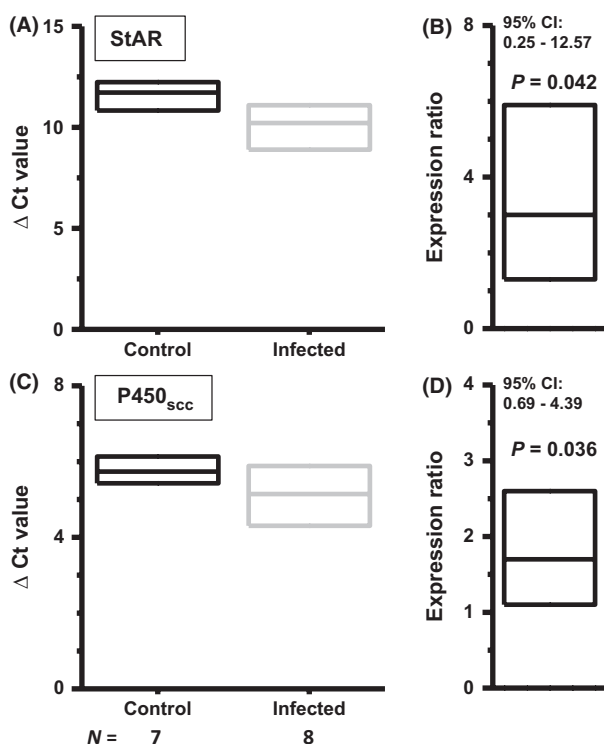 (A)
StAR
15
10
5
0
Δ Ct value
Control Infected
(B)
95% CI:
0.25 - 12.57
P = 0.042
8
4
0
Expression ratio
(C)
P450scc
8
4
0
Δ Ct value
Control Infected
N = 7 8
(D)
95% CI:
0.69 - 4.39
P = 0.036
4
3
2
1
0
Expression ratio